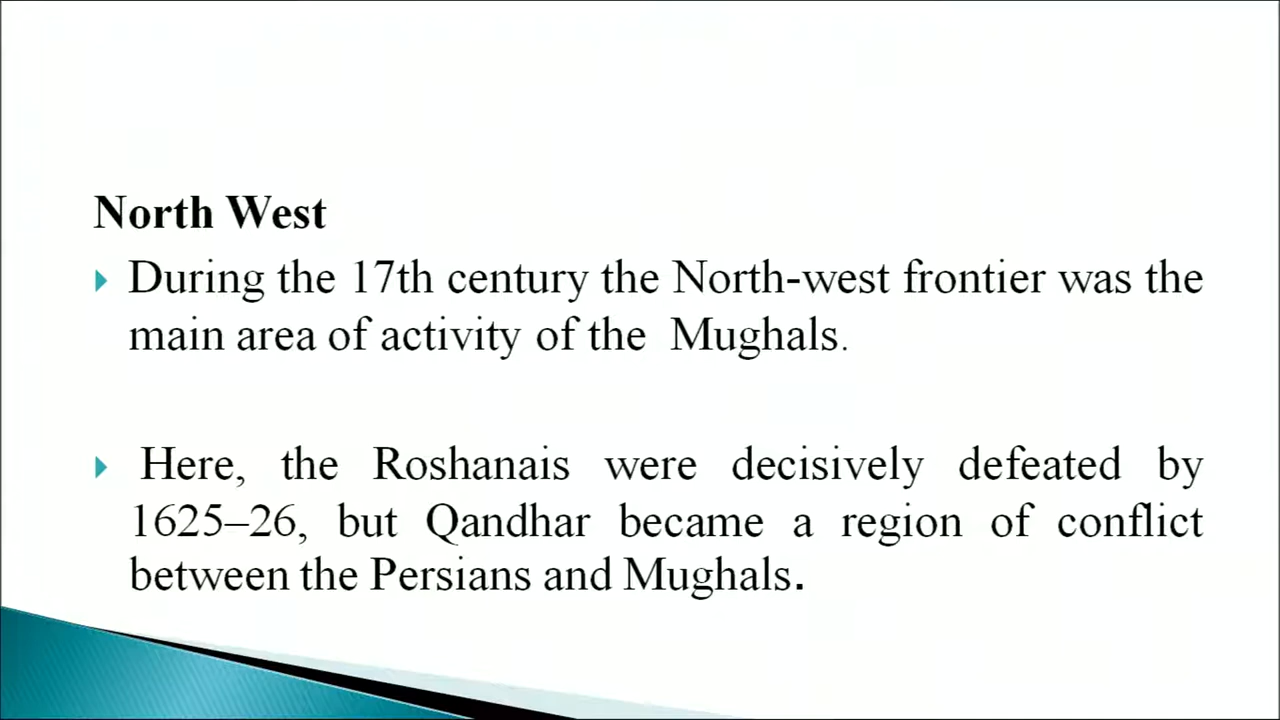 North West
During the 17th century the North-west frontier was the
main area of activity of the Mughals.
Here, the Roshanais were decisively defeated by
1625–26, but Qandhar became a region of conflict
between the Persians and Mughals.